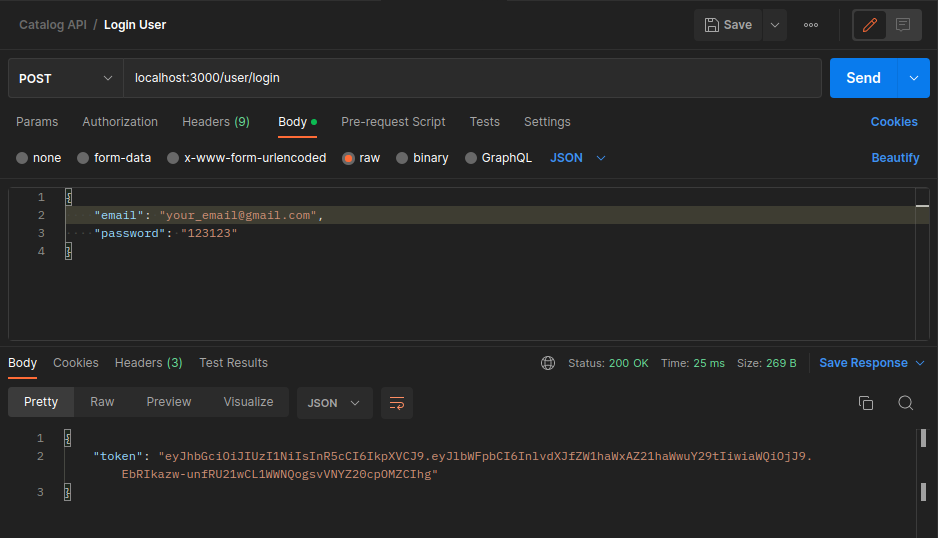 Catalog API / Login User
Save
POST
localhost:3000/user/login
Send
Params Authorization Headers (9) Body Pre-request Script Tests Settings Cookies
none form-data x-www-form-urlencoded raw binary GraphQL JSON Beautify
1 {
2 "email": "your_email@gmail.com",
3 "password": "123123"
4 }
Body Cookies Headers (3) Test Results Status: 200 OK Time: 25 ms Size: 269 B Save Response
Pretty Raw Preview Visualize JSON
1 {
2 "token": "eyJhbGciOiJIUzI1NiIsInR5cCI6IkpXVCJ9.eyJlbWFpbCI6InlvdXJfZW1haWxAZ21haWwuY29tIiwiaWQiOjJ9.
EbRIkazw-unfRU21wCL1WWNQogsvVNYZ20cpOMZCIhg"
3 }